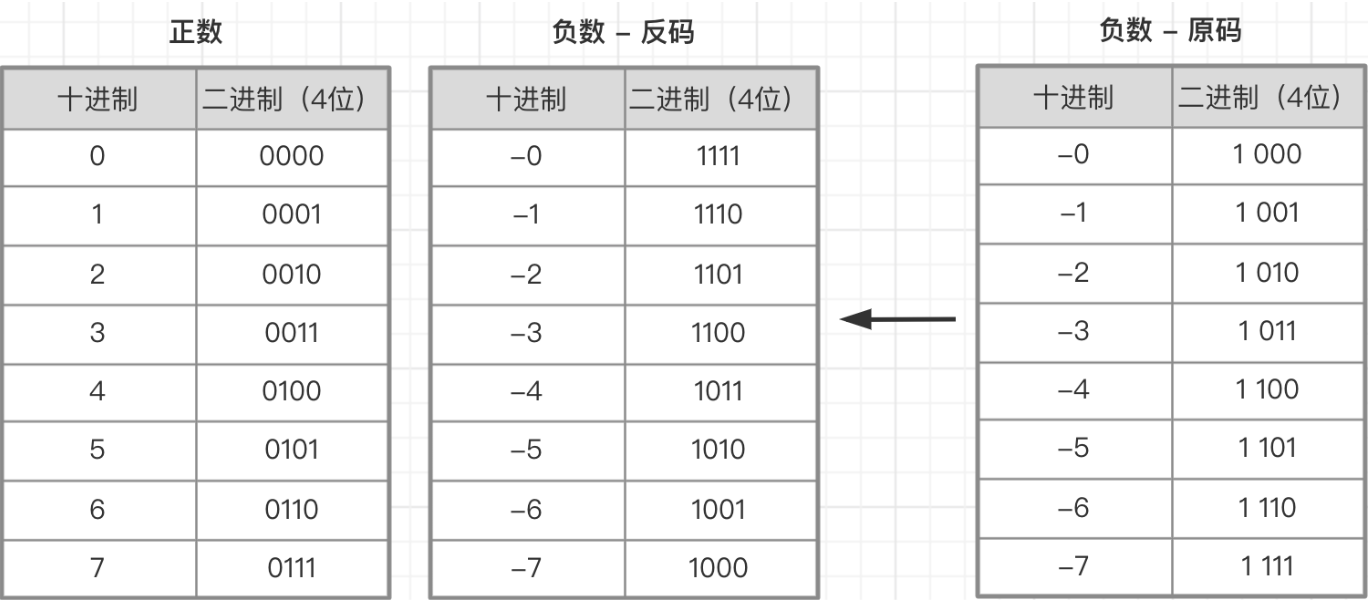 正数
十进制 二进制（4位）
0 0000
1 0001
2 0010
3 0011
4 0100
5 0101
6 0110
7 0111
负数 – 反码
十进制 二进制（4位）
–0 1111
–1 1110
–2 1101
–3 1100
–4 1011
–5 1010
–6 1001
–7 1000
负数 – 原码
十进制 二进制（4位）
–0 1 000
–1 1 001
–2 1 010
–3 1 011
–4 1 100
–5 1 101
–6 1 110
–7 1 111